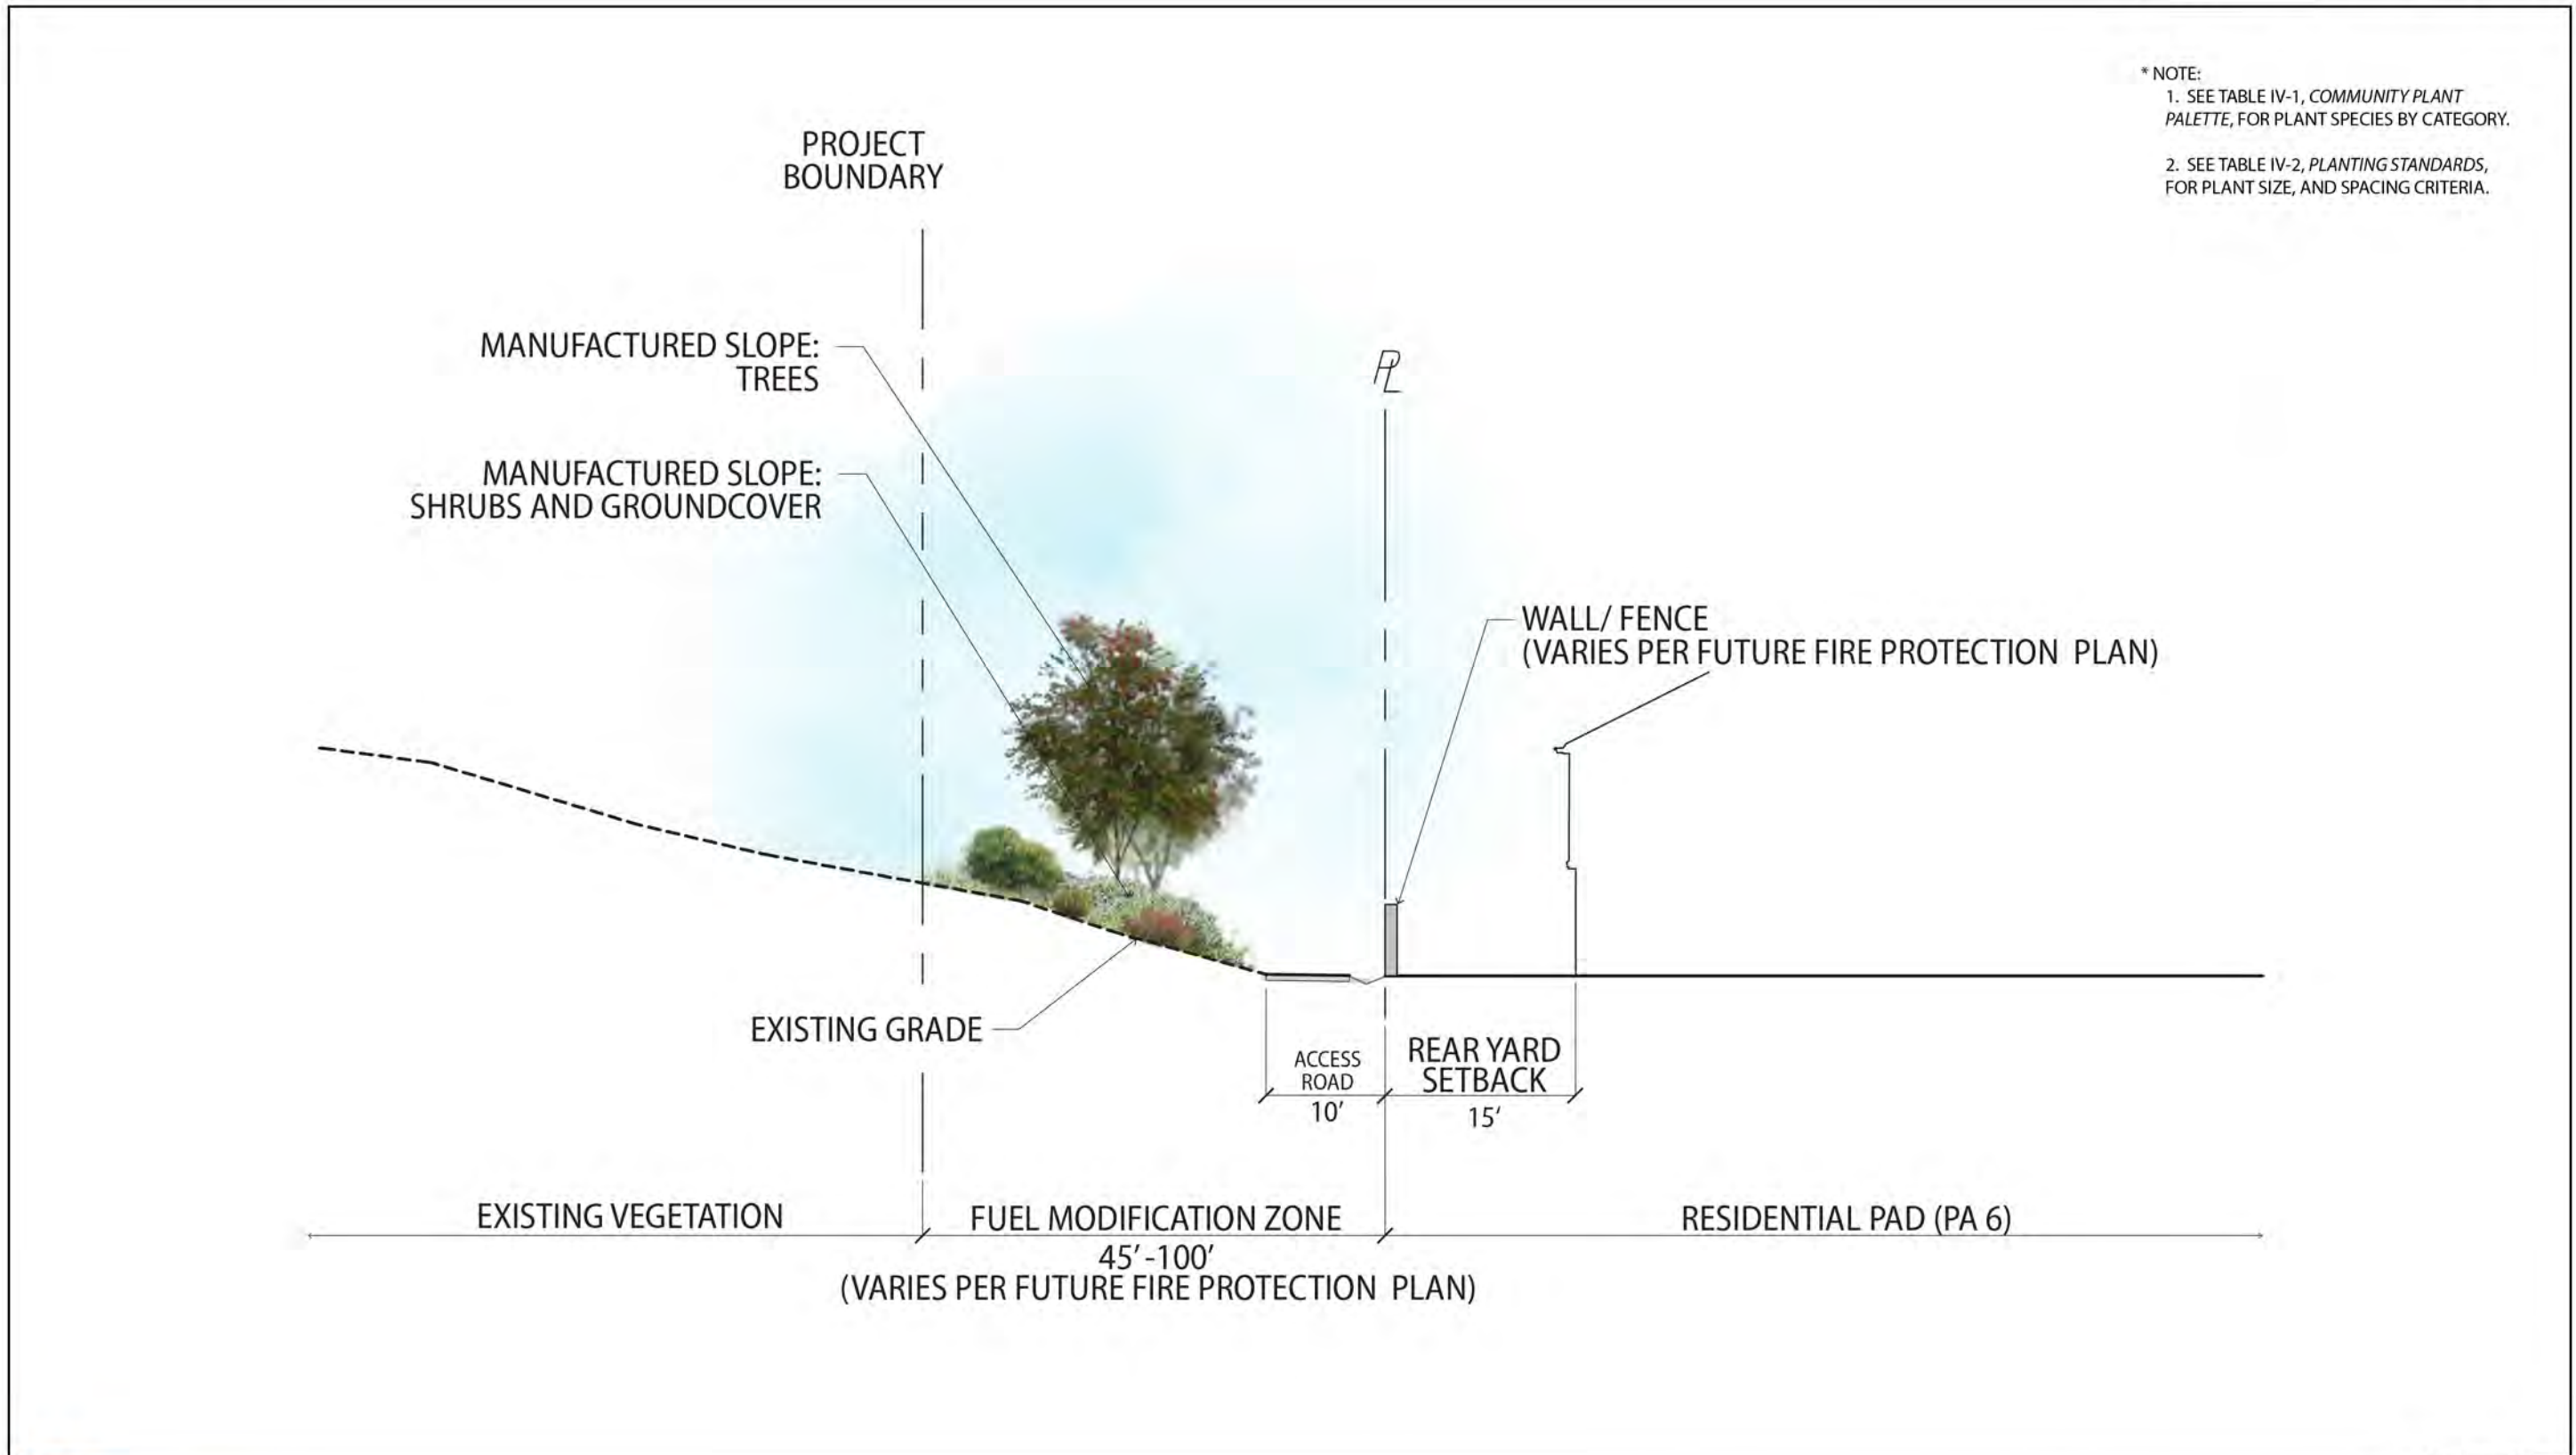 * NOTE:
1. SEE TABLE IV-1, COMMUNITY PLANT
PALETTE, FOR PLANT SPECIES BY CATEGORY.
2. SEE TABLE IV-2, PLANTING STANDARDS,
FOR PLANT SIZE, AND SPACING CRITERIA.
PROJECT
BOUNDARY
MANUFACTURED SLOPE:
TREES
PL
MANUFACTURED SLOPE:
SHRUBS AND GROUNDCOVER
WALL/ FENCE
(VARIES PER FUTURE FIRE PROTECTION PLAN)
EXISTING GRADE
ACCESS
ROAD
10'
REAR YARD
SETBACK
15'
EXISTING VEGETATION
FUEL MODIFICATION ZONE
45'-100'
(VARIES PER FUTURE FIRE PROTECTION PLAN)
RESIDENTIAL PAD (PA 6)